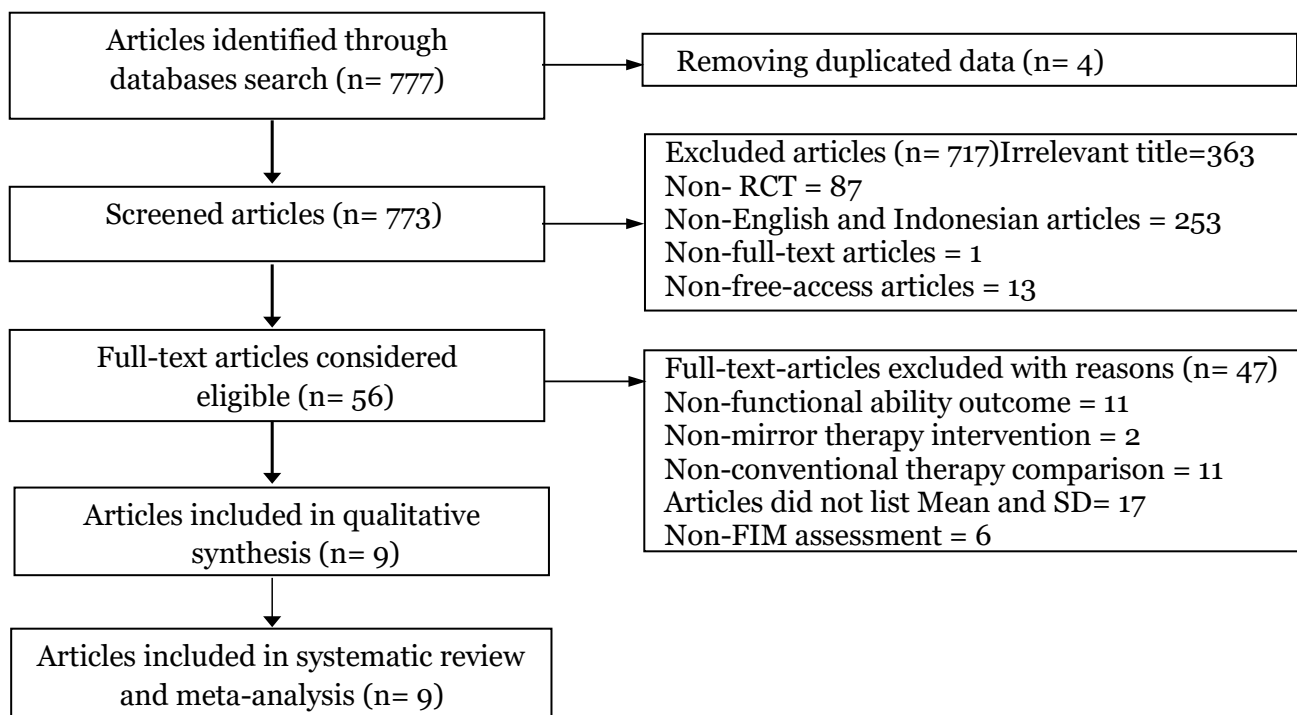 Articles identified through
databases search (n= 777)
Removing duplicated data (n= 4)
Screened articles (n= 773)
Excluded articles (n= 717)Irrelevant title=363
Non- RCT = 87
Non-English and Indonesian articles = 253
Non-full-text articles = 1
Non-free-access articles = 13
Full-text articles considered
eligible (n= 56)
Full-text-articles excluded with reasons (n= 47)
Non-functional ability outcome = 11
Non-mirror therapy intervention = 2
Non-conventional therapy comparison = 11
Articles did not list Mean and SD= 17
Non-FIM assessment = 6
Articles included in qualitative
synthesis (n= 9)
Articles included in systematic review
and meta-analysis (n= 9)